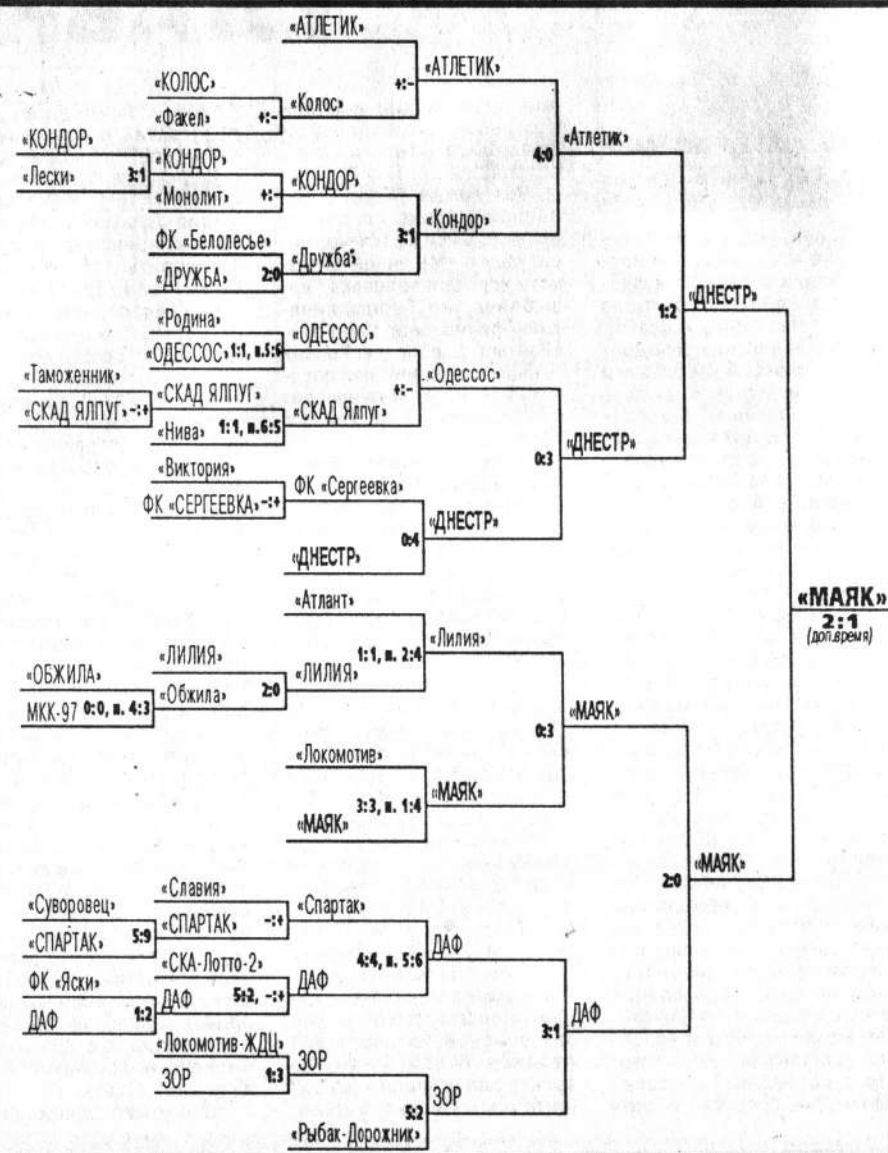 «АТЛЕТИК»
«АТЛЕТИК»
«КОЛОС»
+:-
«Колос»
«Факел»
+:-
«Атлетик»
«КОНДОР»
4:0
«КОНДОР»
«Лески»
3:1
«КОНДОР»
«Монолит»
+:-
«Кондор»
ФК «Белолесье»
3:1
«Дружба»
«ДРУЖБА»
2:0
«ДНЕСТР»
1:2
«Родина»
«ОДЕССОС»
«ОДЕССОС» 1:1, п.5:6
«Таможенник»
+:-
«Одессос»
«СКАД ЯЛПУГ»
«СКАД ЯЛПУГ» -:+
«СКАД Ялпуг»
«Нива» 1:1, п.6:5
«ДНЕСТР»
0:3
«Виктория»
ФК «Сергеевка»
ФК «СЕРГЕЕВКА» -:+
«ДНЕСТР»
0:4
«ДНЕСТР»
«МАЯК»
2:1
(доп.время)
«Атлант»
«Лилия»
1:1, п. 2:4
«ЛИЛИЯ»
«ОБЖИЛА»
«ЛИЛИЯ»
«Обжила» 2:0
МКК-97 0:0, п. 4:3
«МАЯК»
0:3
«Локомотив»
3:3, п. 1:4
«МАЯК»
«МАЯК»
«МАЯК»
2:0
«Славия»
«Суворовец»
«Спартак»
«СПАРТАК» -:+
«СПАРТАК» 5:9
ДАФ
4:4, п. 5:6
«СКА-Лотто-2»
ФК «Яски»
ДАФ
ДАФ 5:2, -:+
ДАФ 1:2
ДАФ
3:1
«Локомотив-ЖДЦ»
ЗОР
ЗОР 1:3
ЗОР
5:2
«Рыбак-Дорожник»